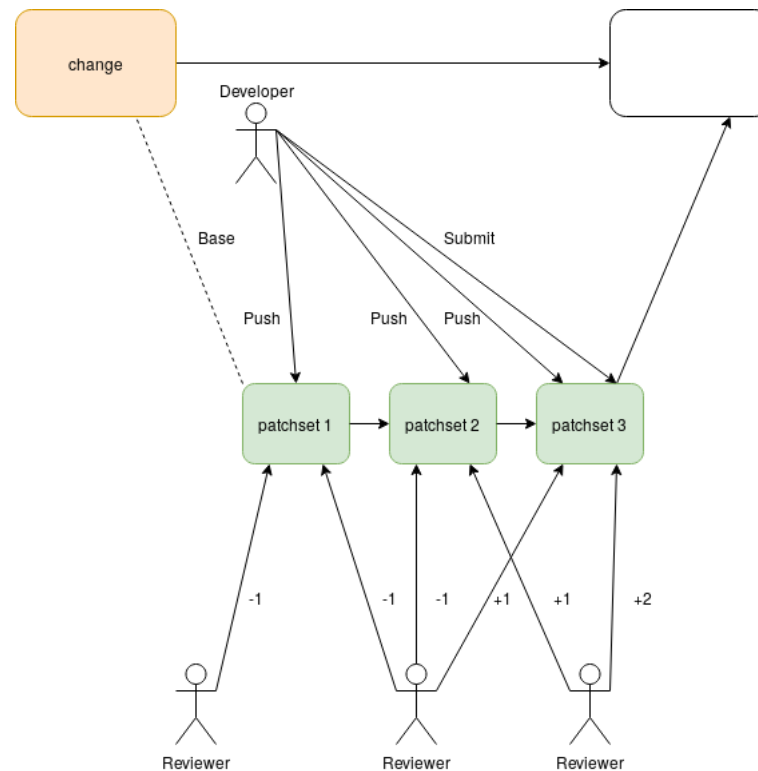 change
Developer
Base
Submit
Push
Push
Push
patchset 1
patchset 2
patchset 3
-1
-1
-1
+1
+1
+2
Reviewer
Reviewer
Reviewer